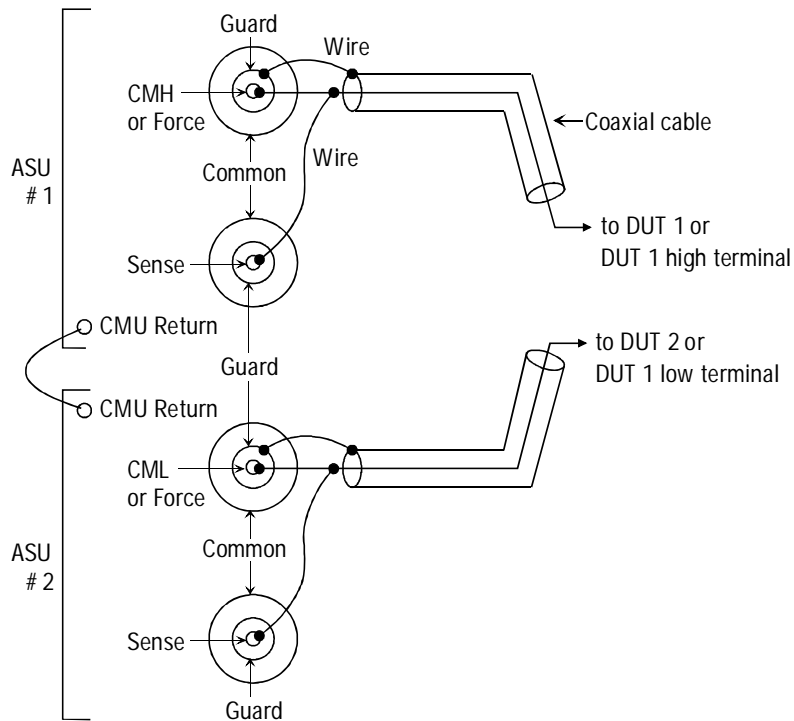 Guard
Wire
CMH
or Force
Coaxial cable
ASU
# 1
Common
Wire
to DUT 1 or
DUT 1 high terminal
Sense
CMU Return
to DUT 2 or
DUT 1 low terminal
Guard
CMU Return
CML
or Force
ASU
# 2
Common
Sense
Guard